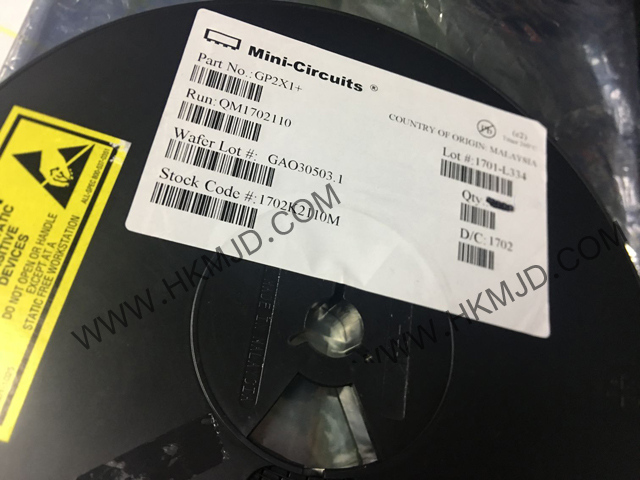 Mini-Circuits ®
Part No.: GP2X1+
Run: QM1702110
Wafer Lot #: GAO30503.1
Stock Code #: 1702K2110M
COUNTRY OF ORIGIN: MALAYSIA
Lot #: 1701-L334
Qty
D/C: 1702
Pb
(e2)
DEVICES
DO NOT OPEN OR HANDLE
EXCEPT AT A
STATIC FREE WORKSTATION
WWW.HKMJD.COM
WWW.HKMJD.COM